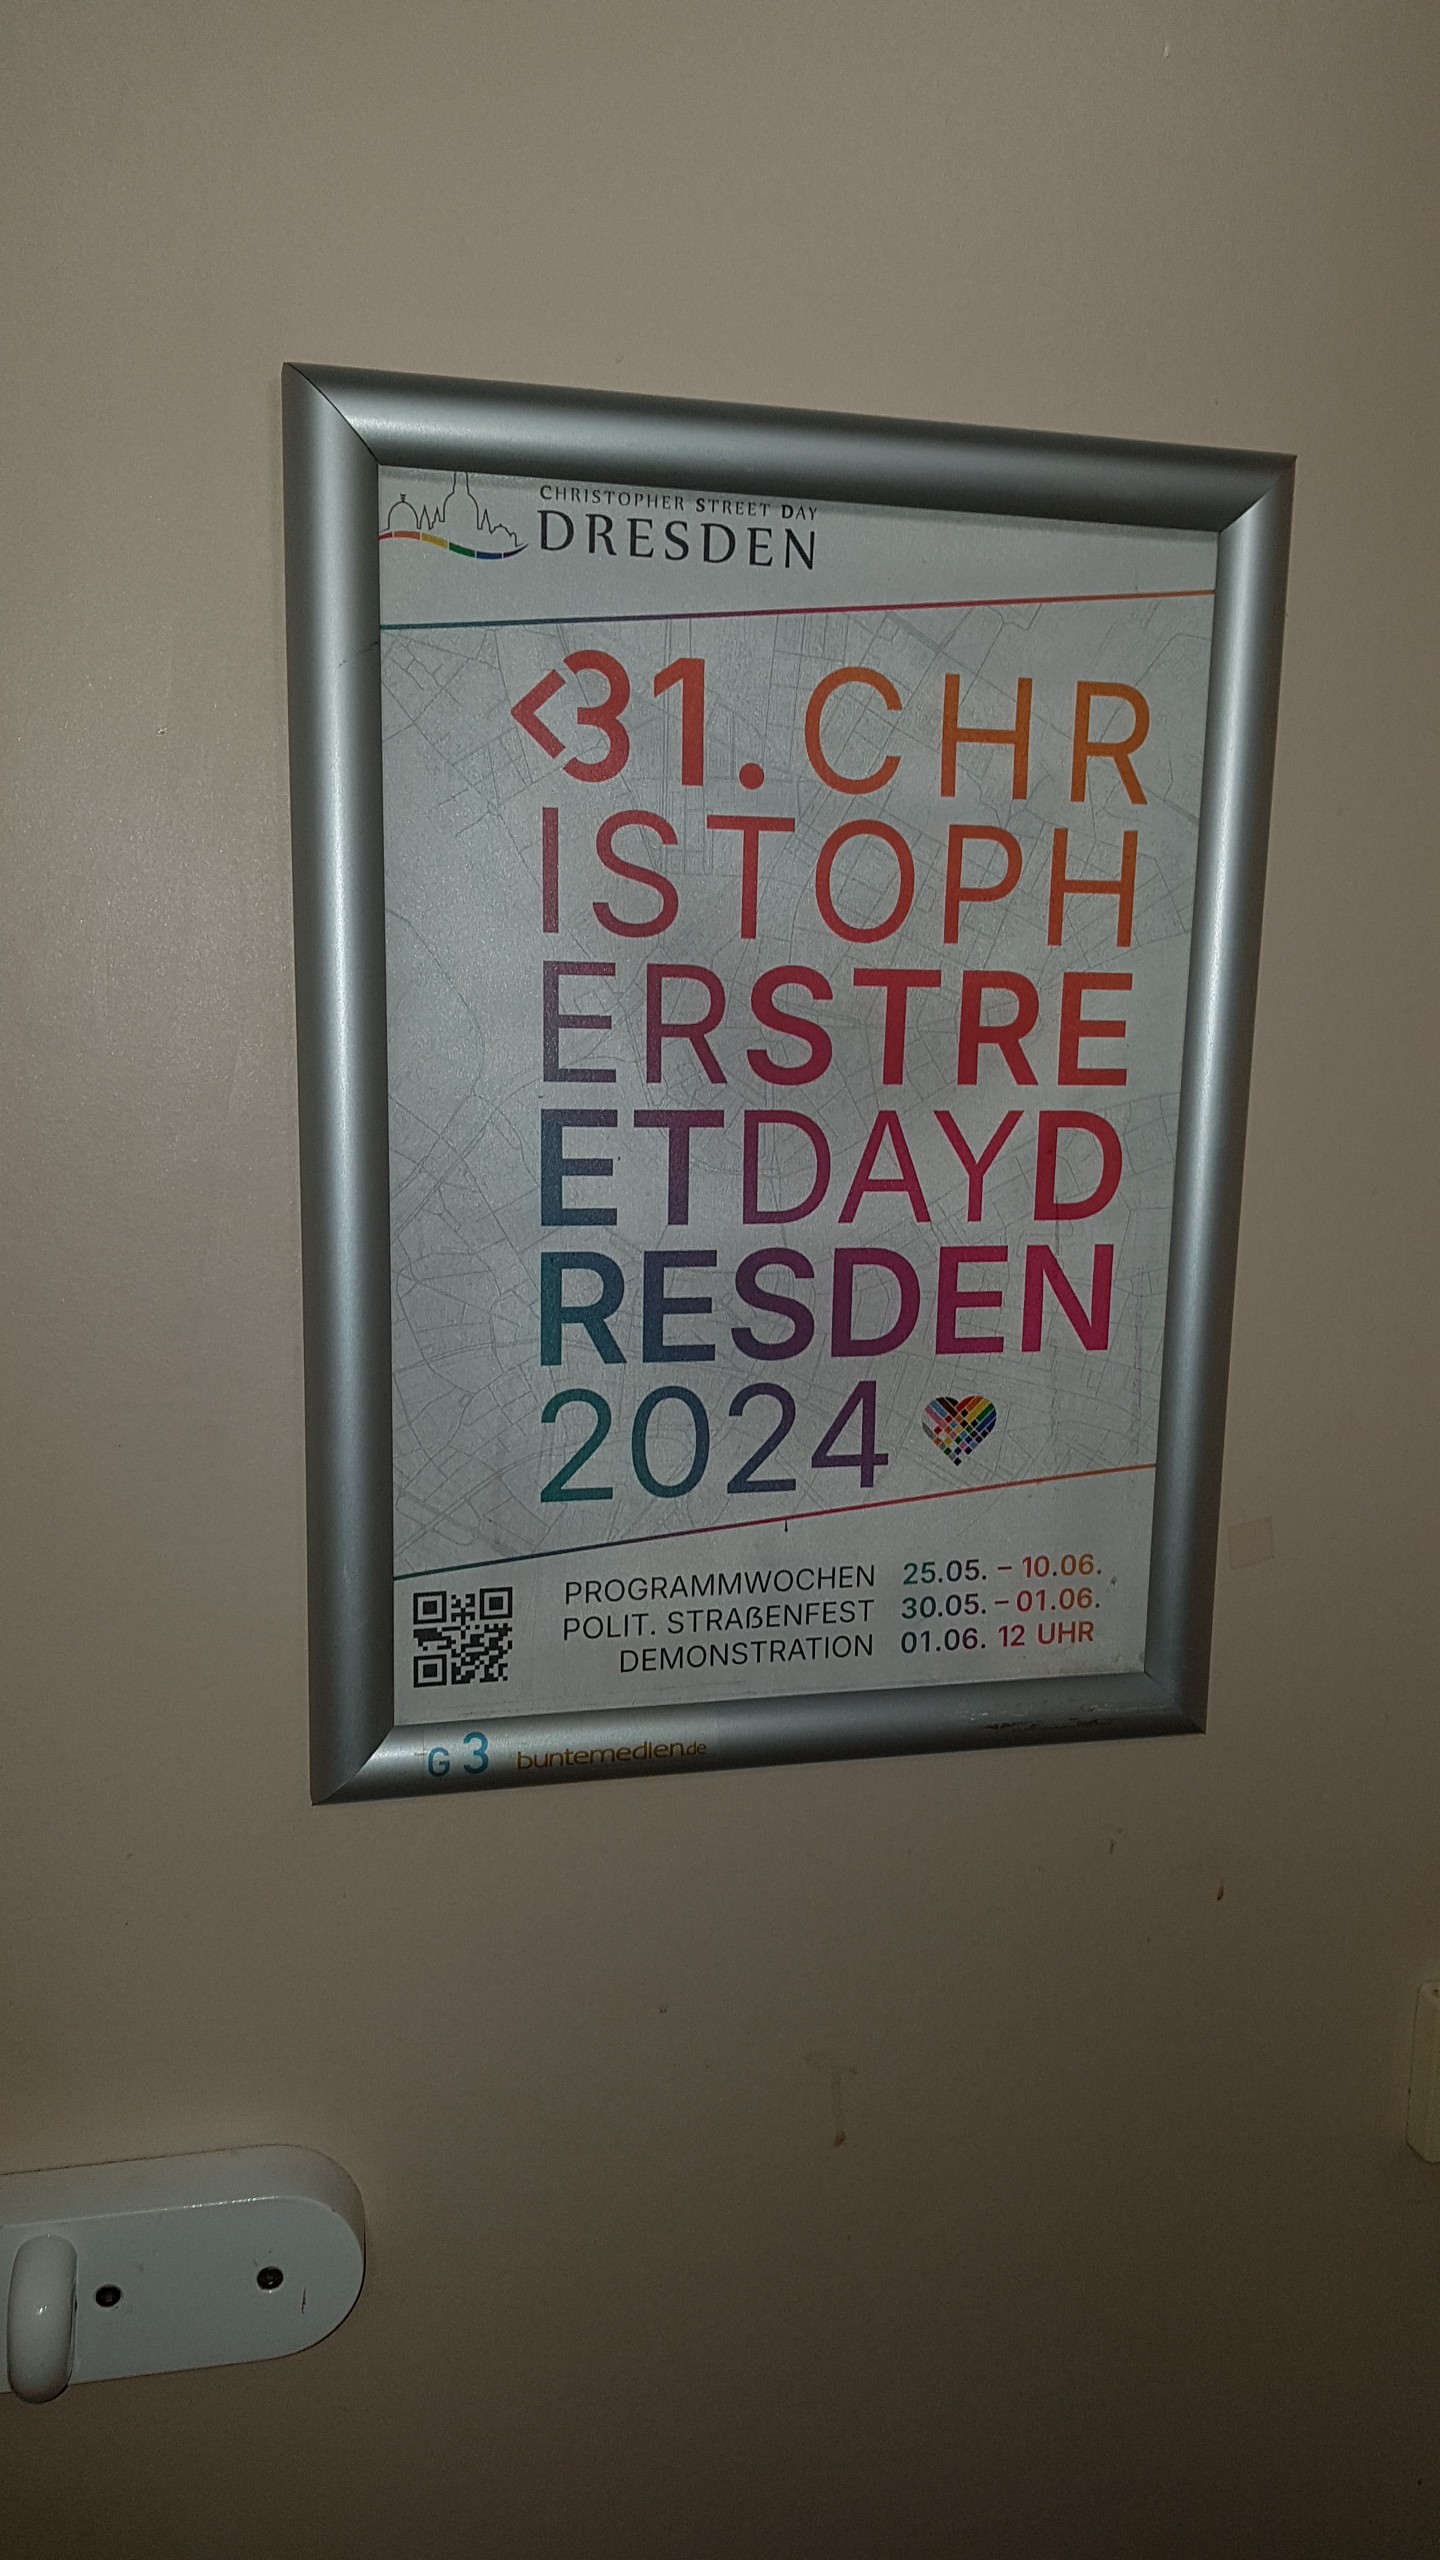 CHRISTOPHER STREET DAY
DRESDEN
<31. CHR
ISTOPH
ERSTRE
ETDAYD
RESDEN
2024
PROGRAMMWOCHEN 25.05. – 10.06.
POLIT. STRAßENFEST 30.05. – 01.06.
DEMONSTRATION 01.06. 12 UHR
G 3 buntemedien.de